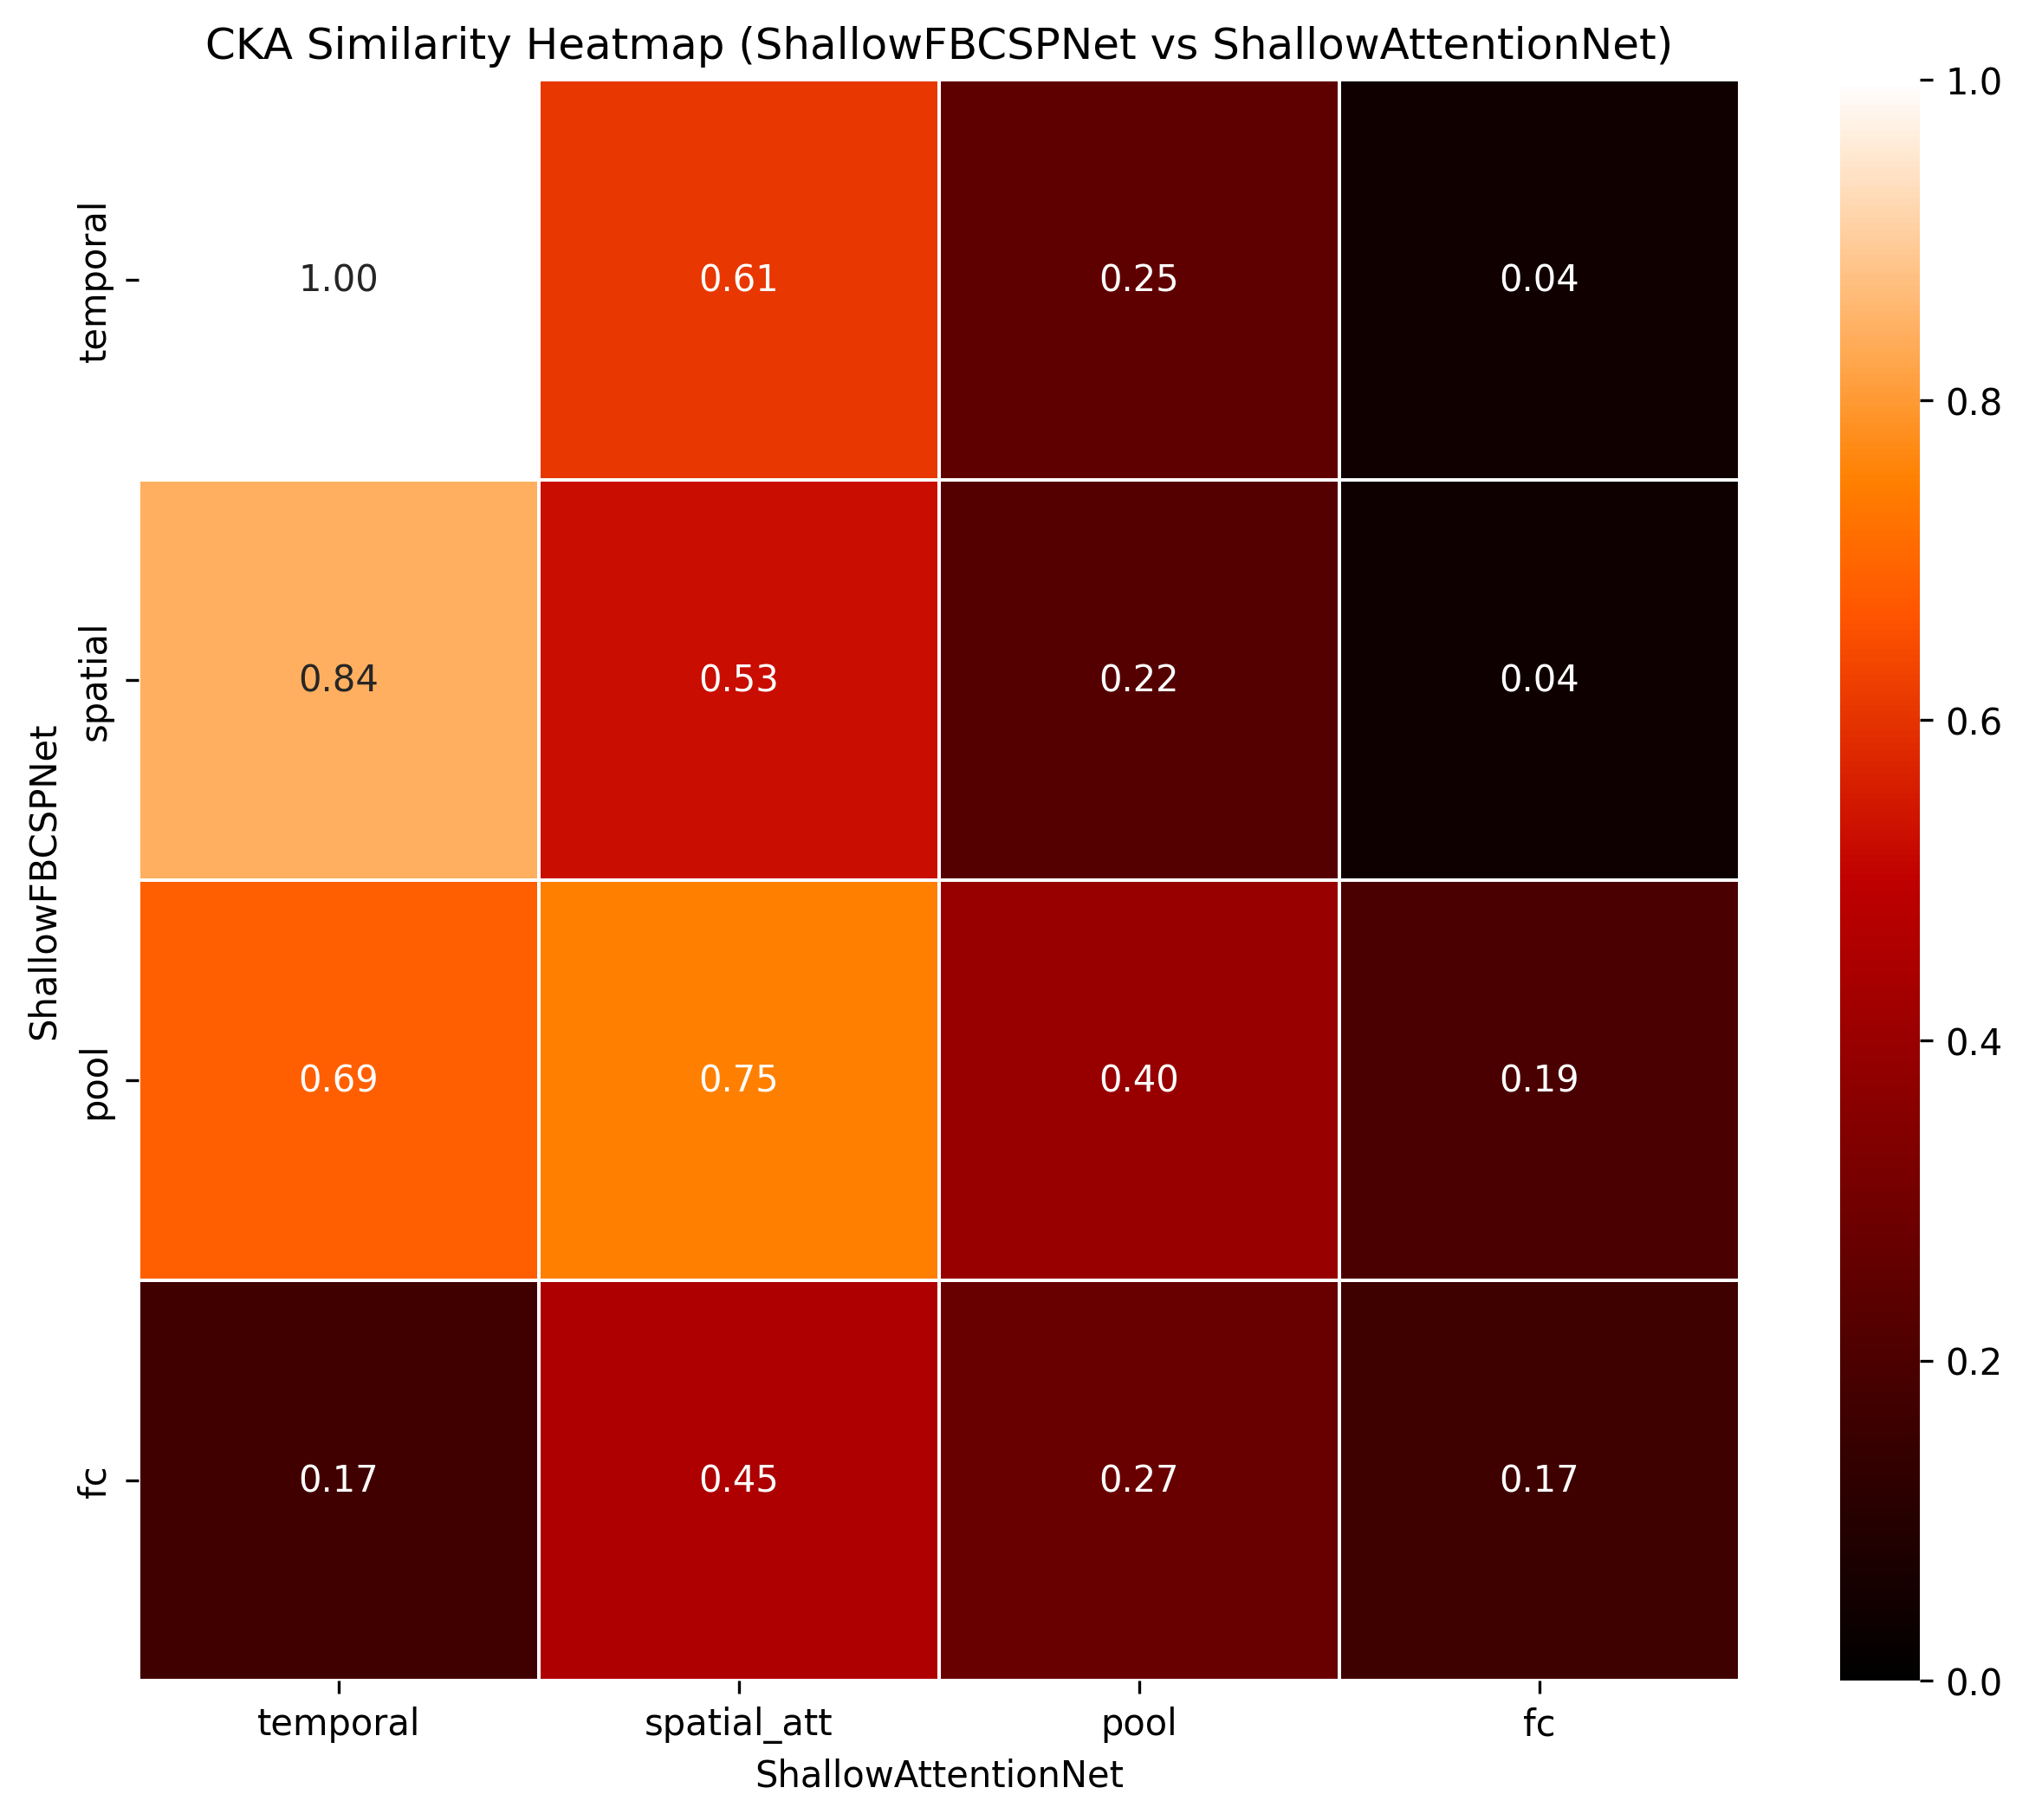 CKA Similarity Heatmap (ShallowFBCSPNet vs ShallowAttentionNet)
ShallowFBCSPNet
temporal 1.00 0.61 0.25 0.04
spatial 0.84 0.53 0.22 0.04
pool 0.69 0.75 0.40 0.19
fc 0.17 0.45 0.27 0.17
temporal spatial_att pool fc
ShallowAttentionNet
1.0
0.8
0.6
0.4
0.2
0.0